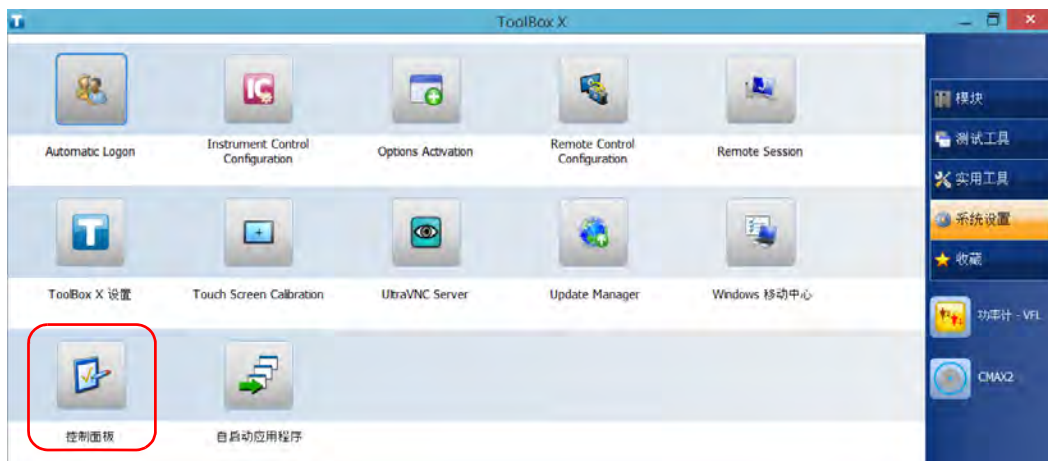 ToolBox X
Automatic Logon
Instrument Control
Configuration
Options Activation
Remote Control
Configuration
Remote Session
ToolBox X 设置
Touch Screen Calibration
UltraVNC Server
Update Manager
Windows 移动中心
控制面板
自启动应用程序
模块
测试工具
实用工具
系统设置
收藏
功率计 - VFL
CMAX2